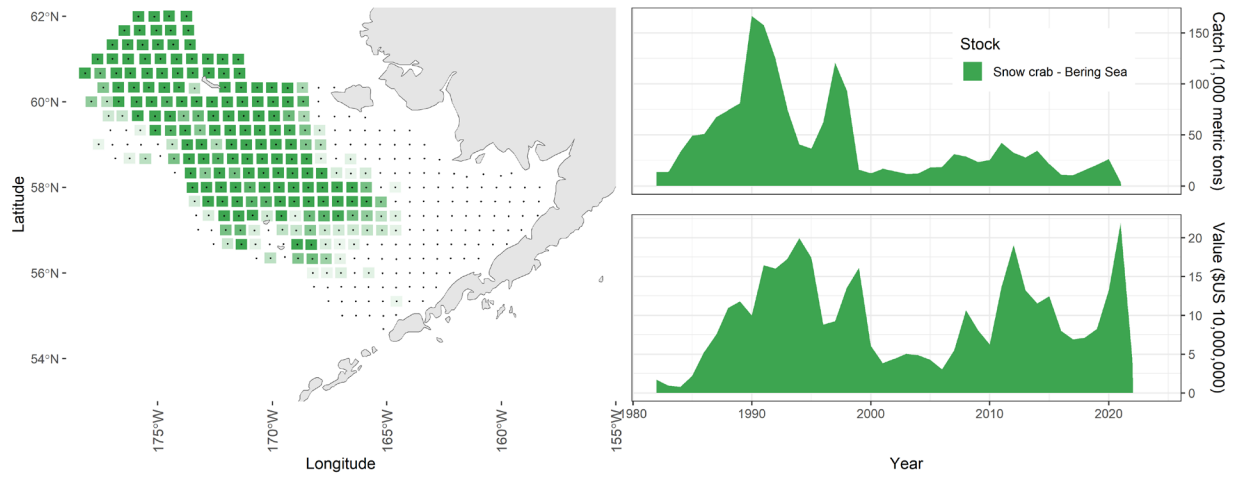 62°N
60°N
58°N
56°N
54°N
Latitude
175°W
170°W
165°W
160°W
155°W
Longitude
Stock
Snow crab - Bering Sea
150
100
50
0
Catch (1,000 metric tons)
20
15
10
5
0
Value ($US 10,000,000))
1980
1990
2000
2010
2020
Year